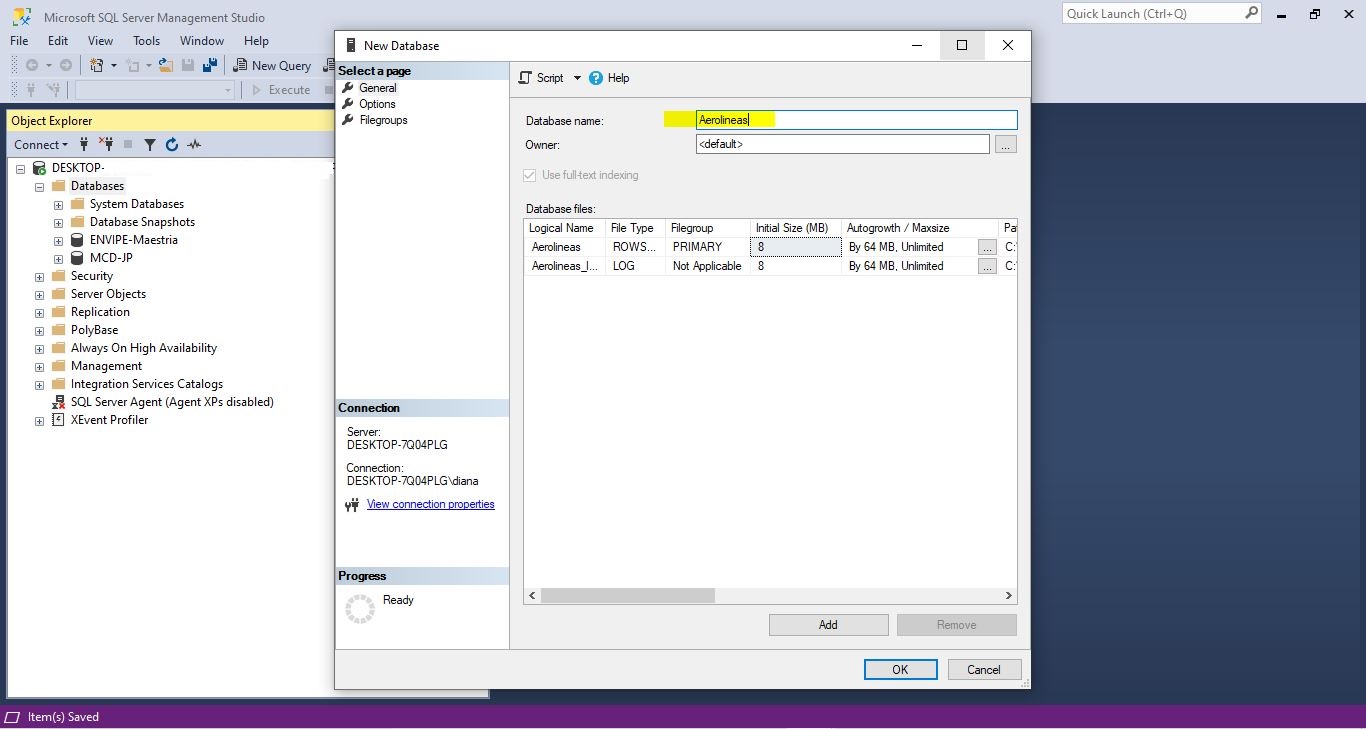 Microsoft SQL Server Management Studio
Quick Launch (Ctrl+Q)
File Edit View Tools Window Help
New Query
Execute
Object Explorer
Connect
DESKTOP-
Databases
System Databases
Database Snapshots
ENVIPE-Maestria
MCD-JP
Security
Server Objects
Replication
PolyBase
Always On High Availability
Management
Integration Services Catalogs
SQL Server Agent (Agent XPs disabled)
XEvent Profiler
New Database
Select a page
General
Options
Filegroups
Connection
Server:
DESKTOP-7Q04PLG
Connection:
DESKTOP-7Q04PLG\diana
View connection properties
Progress
Ready
Script Help
Database name: Aerolineas
Owner: <default> ...
Use full-text indexing
Database files:
Logical Name File Type Filegroup Initial Size (MB) Autogrowth / Maxsize Pa
Aerolineas ROWS... PRIMARY 8 By 64 MB, Unlimited ... C:\
Aerolineas_l... LOG Not Applicable 8 By 64 MB, Unlimited ... C:\
Add Remove
OK Cancel
Item(s) Saved